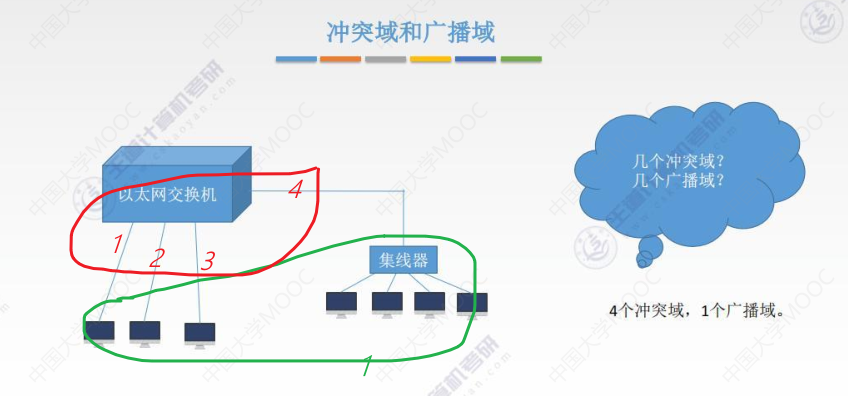 冲突域和广播域
以太网交换机
4
1
2
3
集线器
1
几个冲突域?
几个广播域?
4个冲突域，1个广播域。
中国大学MOOC
王道计算机考研